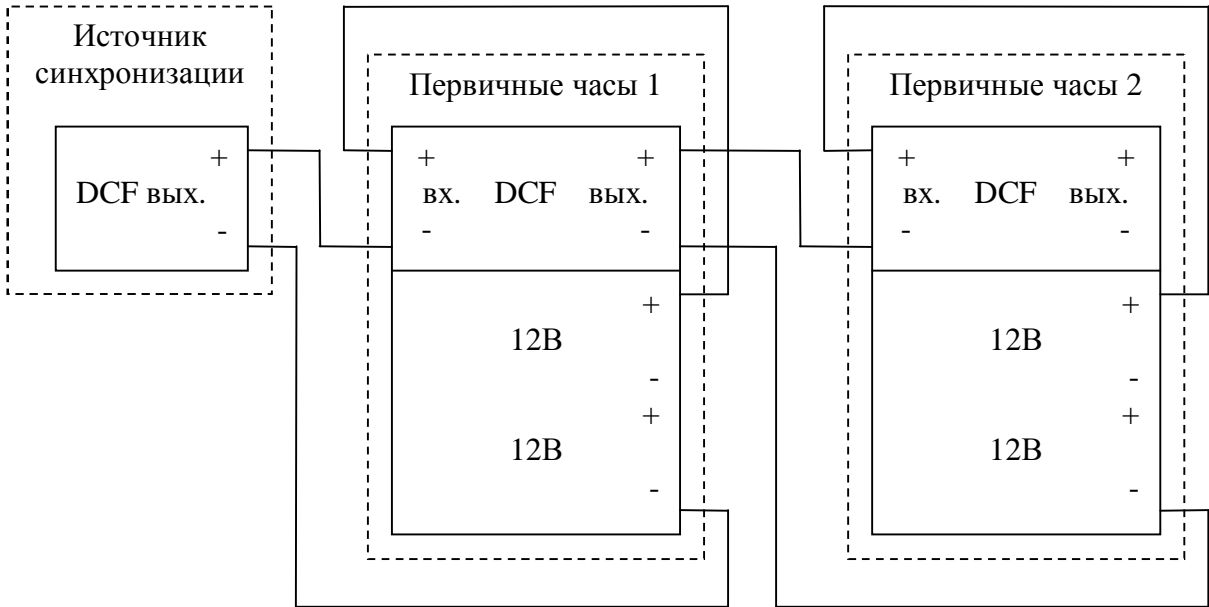 Источник
синхронизации
+
DCF вых.
-
Первичные часы 1
+ +
вх. DCF вых.
- -
+
12В
-
+
12В
-
Первичные часы 2
+ +
вх. DCF вых.
- -
+
12В
-
+
12В
-